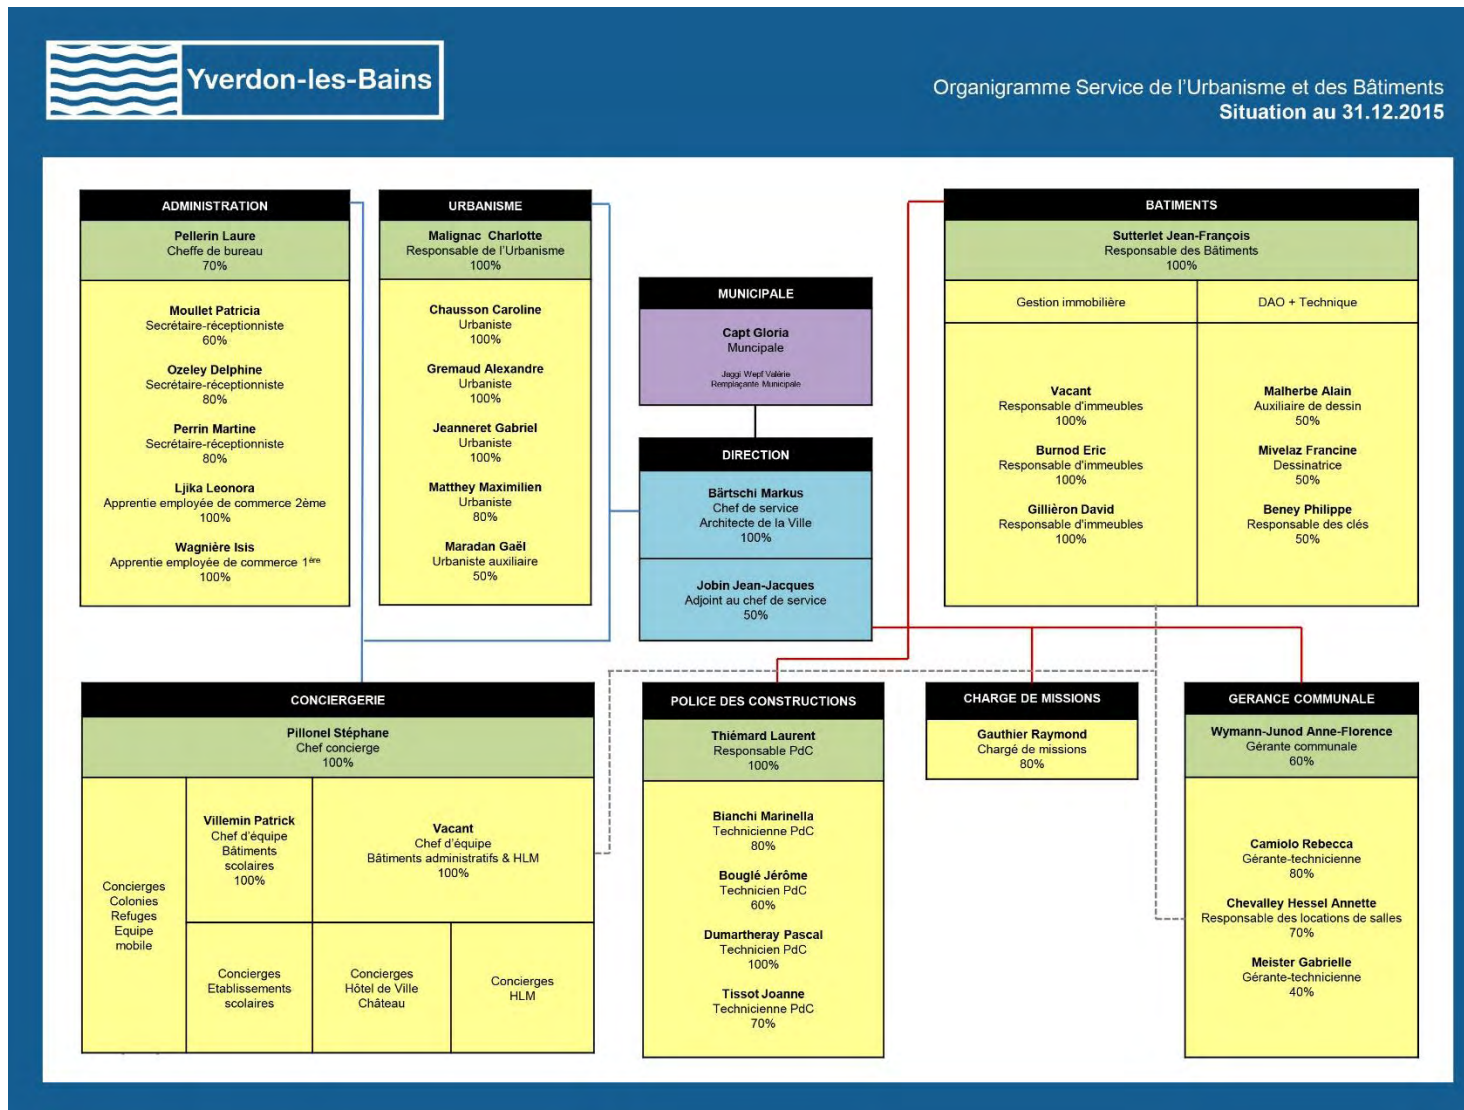 Yverdon-les-Bains
Organigramme Service de l'Urbanisme et des Bâtiments
Situation au 31.12.2015
ADMINISTRATION
Pellerin Laure
Cheffe de bureau
70%
Moullet Patricia
Secrétaire-réceptionniste
60%
Ozeley Delphine
Secrétaire-réceptionniste
80%
Perrin Martine
Secrétaire-réceptionniste
80%
Ljika Leonora
Apprentie employée de commerce 2ème
100%
Wagnière Isis
Apprentie employée de commerce 1ère
100%
URBANISME
Malignac Charlotte
Responsable de l'Urbanisme
100%
Chausson Caroline
Urbaniste
100%
Gremaud Alexandre
Urbaniste
100%
Jeanneret Gabriel
Urbaniste
100%
Matthey Maximilien
Urbaniste
80%
Maradan Gaël
Urbaniste auxiliaire
50%
MUNICIPALE
Capt Gloria
Muncipale
Jaggi Wepf Valérie
Remplaçante Municipale
DIRECTION
Bärtschi Markus
Chef de service
Architecte de la Ville
100%
Jobin Jean-Jacques
Adjoint au chef de service
50%
BATIMENTS
Sutterlet Jean-François
Responsable des Bâtiments
100%
Gestion immobilière
Vacant
Responsable d'immeubles
100%
Burnod Eric
Responsable d'immeubles
100%
Gillièron David
Responsable d'immeubles
100%
DAO + Technique
Malherbe Alain
Auxiliaire de dessin
50%
Mivelaz Francine
Dessinatrice
50%
Beney Philippe
Responsable des clés
50%
CONCIERGERIE
Pillonel Stéphane
Chef concierge
100%
Concierges
Colonies
Refuges
Equipe
mobile
Villemin Patrick
Chef d'équipe
Bâtiments
scolaires
100%
Vacant
Chef d'équipe
Bâtiments administratifs & HLM
100%
Concierges
Etablissements
scolaires
Concierges
Hôtel de Ville
Château
Concierges
HLM
POLICE DES CONSTRUCTIONS
Thiémard Laurent
Responsable PdC
100%
Bianchi Marinella
Technicienne PdC
80%
Bouglé Jérôme
Technicien PdC
60%
Dumartheray Pascal
Technicien PdC
100%
Tissot Joanne
Technicienne PdC
70%
CHARGE DE MISSIONS
Gauthier Raymond
Chargé de missions
80%
GERANCE COMMUNALE
Wymann-Junod Anne-Florence
Gérante communale
60%
Camiolo Rebecca
Gérante-technicienne
80%
Chevalley Hessel Annette
Responsable des locations de salles
70%
Meister Gabrielle
Gérante-technicienne
40%